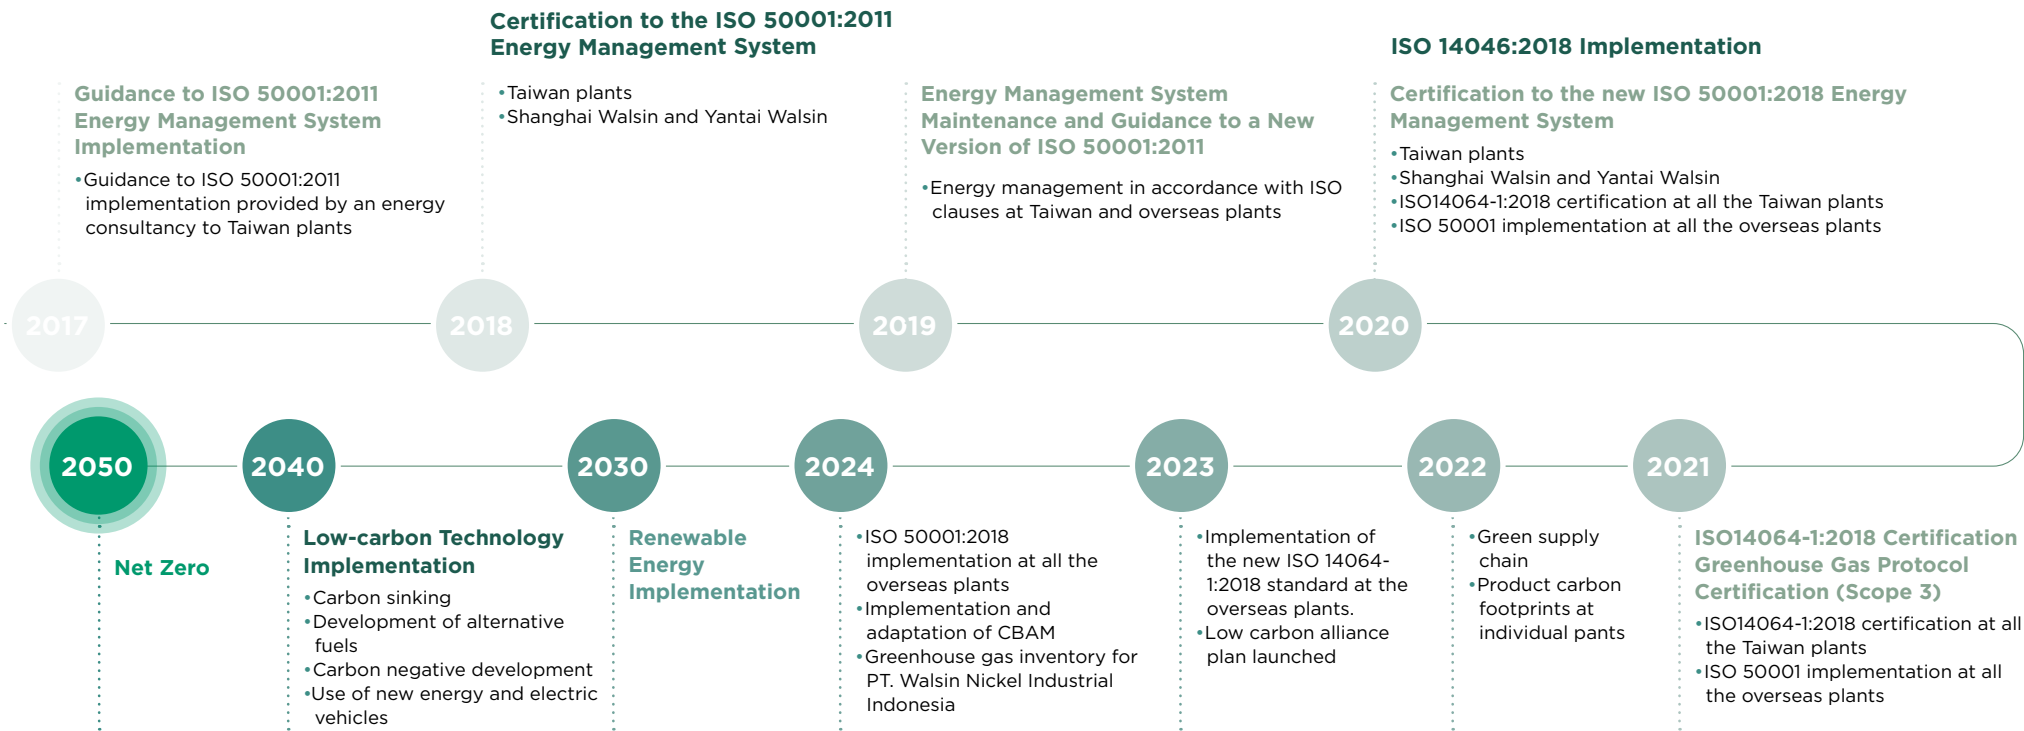 Guidance to ISO 50001:2011
Energy Management System
Implementation
•Guidance to ISO 50001:2011
implementation provided by an energy
consultancy to Taiwan plants
2017
Certification to the ISO 50001:2011
Energy Management System
•Taiwan plants
•Shanghai Walsin and Yantai Walsin
2018
Energy Management System
Maintenance and Guidance to a New
Version of ISO 50001:2011
•Energy management in accordance with ISO
clauses at Taiwan and overseas plants
2019
ISO 14046:2018 Implementation
Certification to the new ISO 50001:2018 Energy
Management System
•Taiwan plants
•Shanghai Walsin and Yantai Walsin
•ISO14064-1:2018 certification at all the Taiwan plants
•ISO 50001 implementation at all the overseas plants
2020
2021
ISO14064-1:2018 Certification
Greenhouse Gas Protocol
Certification (Scope 3)
•ISO14064-1:2018 certification at all
the Taiwan plants
•ISO 50001 implementation at all
the overseas plants
2022
•Green supply
chain
•Product carbon
footprints at
individual pants
2023
•Implementation of
the new ISO 14064-
1:2018 standard at the
overseas plants.
•Low carbon alliance
plan launched
2024
•ISO 50001:2018
implementation at all the
overseas plants
•Implementation and
adaptation of CBAM
•Greenhouse gas inventory for
PT. Walsin Nickel Industrial
Indonesia
2030
Renewable
Energy
Implementation
2040
Low-carbon Technology
Implementation
•Carbon sinking
•Development of alternative
fuels
•Carbon negative development
•Use of new energy and electric
vehicles
2050
Net Zero